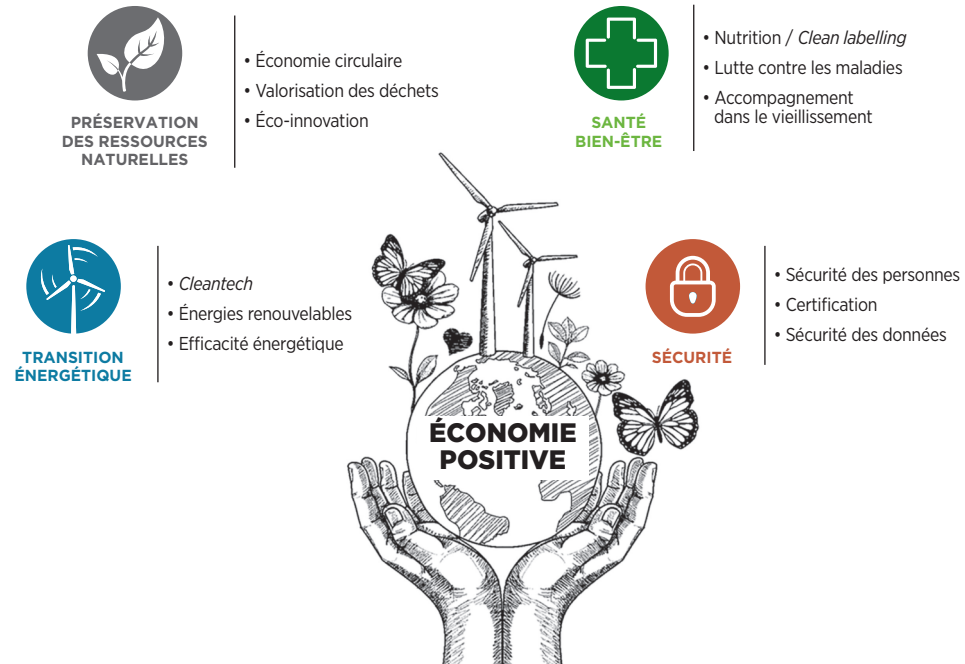 PRÉSERVATION
DES RESSOURCES
NATURELLES
• Économie circulaire
• Valorisation des déchets
• Éco-innovation
SANTÉ
BIEN-ÊTRE
• Nutrition / Clean labelling
• Lutte contre les maladies
• Accompagnement
dans le vieillissement
TRANSITION
ÉNERGÉTIQUE
• Cleantech
• Énergies renouvelables
• Efficacité énergétique
SÉCURITÉ
• Sécurité des personnes
• Certification
• Sécurité des données
ÉCONOMIE
POSITIVE